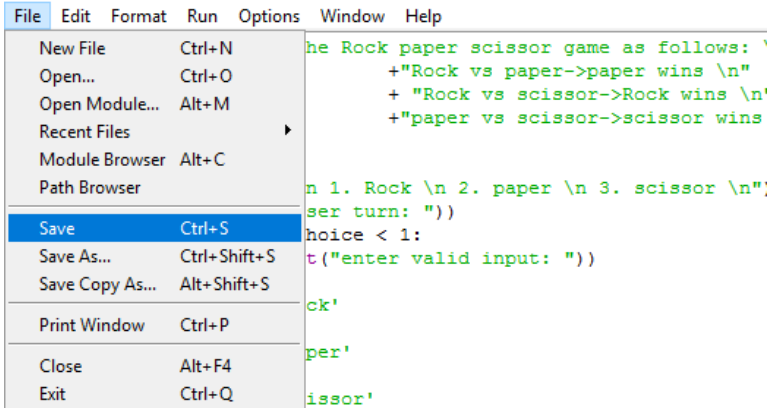 File Edit Format Run Options Window Help
New File Ctrl+N
Open... Ctrl+O
Open Module... Alt+M
Recent Files
Module Browser Alt+C
Path Browser
Save Ctrl+S
Save As... Ctrl+Shift+S
Save Copy As... Alt+Shift+S
Print Window Ctrl+P
Close Alt+F4
Exit Ctrl+Q
he Rock paper scissor game as follows: \
+"Rock vs paper->paper wins \n"
+ "Rock vs scissor->Rock wins \n"
+"paper vs scissor->scissor wins
n 1. Rock \n 2. paper \n 3. scissor \n")
ser turn: "))
hoice < 1:
t("enter valid input: "))
ck'
per'
issor'